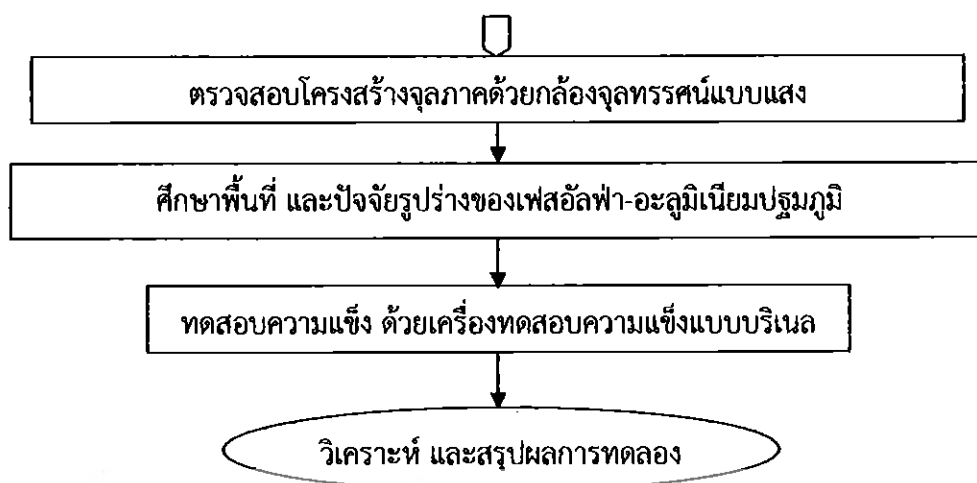 ตรวจสอบโครงสร้างจุลภาคด้วยกล้องจุลทรรศน์แบบแสง
ศึกษาพื้นที่ และปัจจัยรูปร่างของเฟสอัลฟ่า-อะลูมิเนียมปฐมภูมิ
ทดสอบความแข็ง ด้วยเครื่องทดสอบความแข็งแบบบริเนล
วิเคราะห์ และสรุปผลการทดลอง